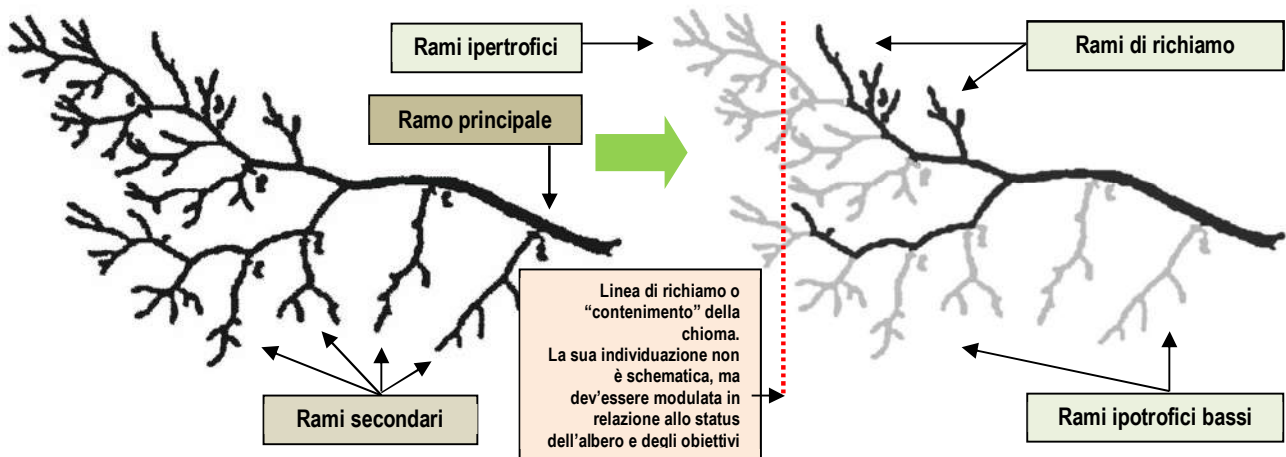 Rami ipertrofici
Rami di richiamo
Ramo principale
Linea di richiamo o
“contenimento” della
chioma.
La sua individuazione non
è schematica, ma
dev’essere modulata in
relazione allo status
dell’albero e degli obiettivi
Rami secondari
Rami ipotrofici bassi